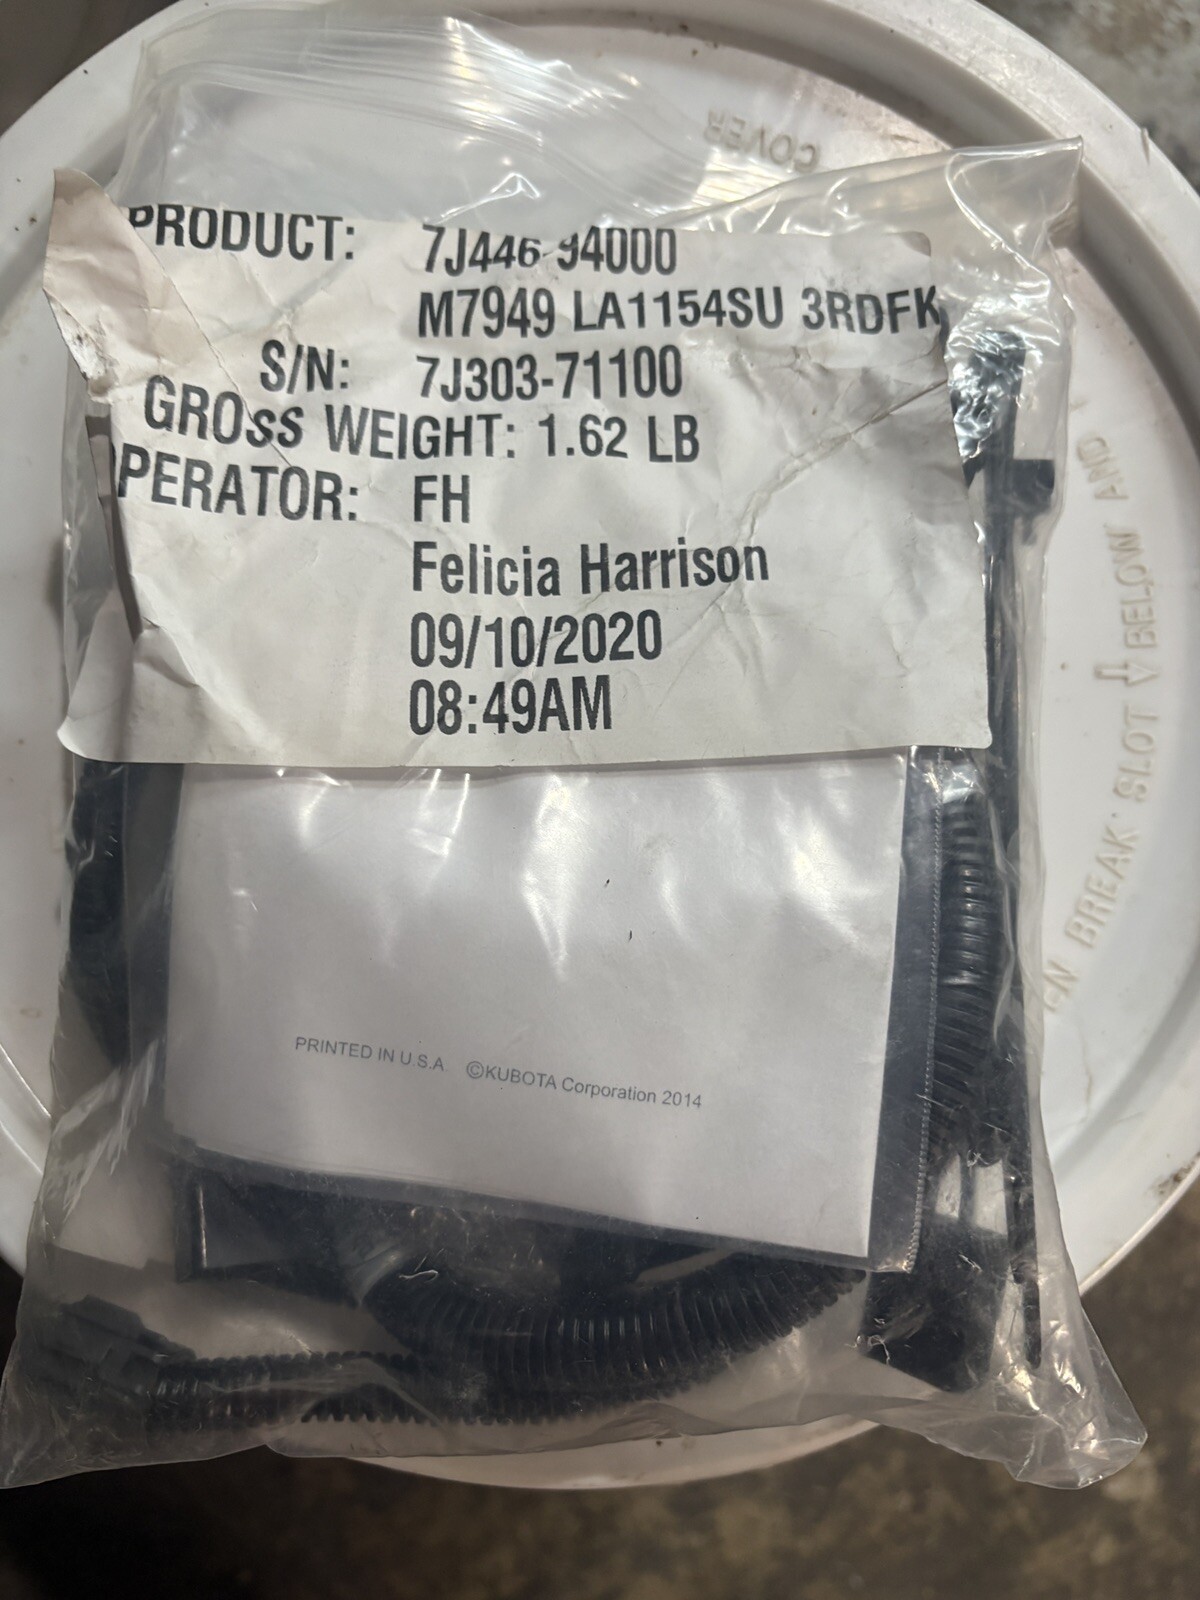 COVER
PRODUCT: 7J446-94000
M7949 LA1154SU 3RDFK
S/N: 7J303-71100
GROSS WEIGHT: 1.62 LB
PERATOR: FH
Felicia Harrison
09/10/2020
08:49AM
PRINTED IN U.S.A. ©KUBOTA Corporation 2014
BREAK SLOT BELOW AND